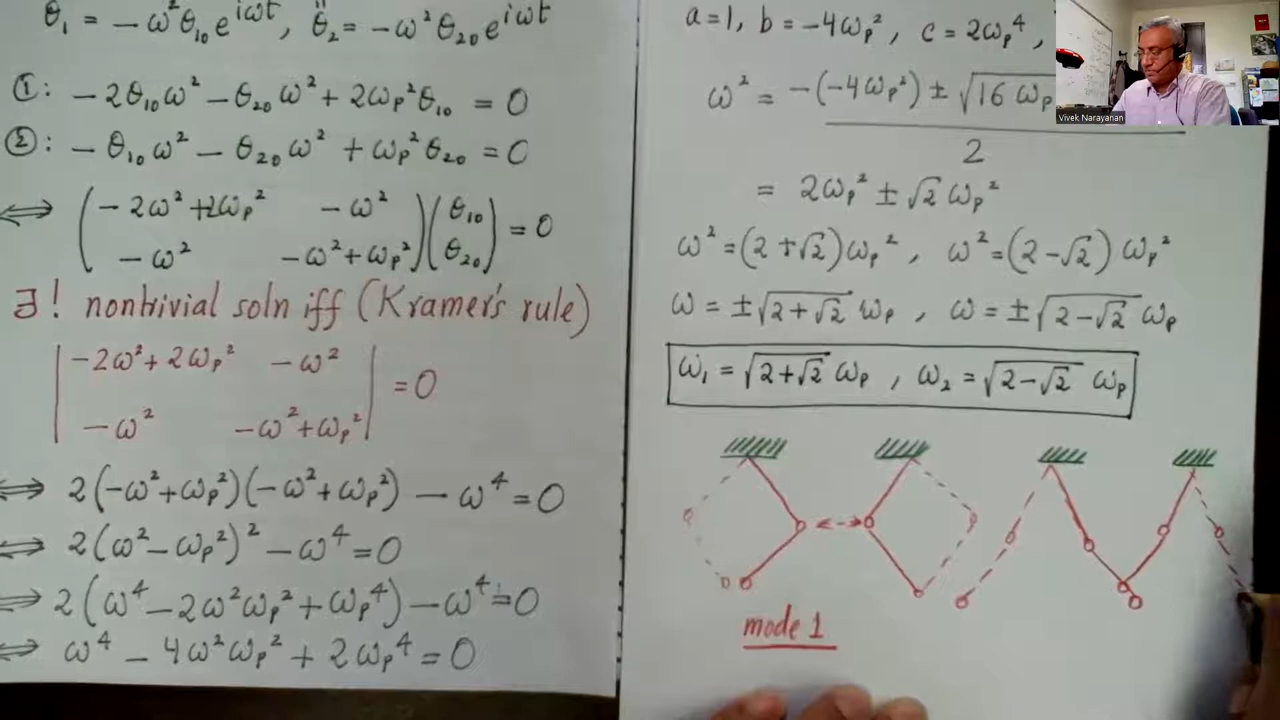 θ̈₁ = −ω²θ₁₀e^{iωt}, θ̈₂ = −ω²θ₂₀e^{iωt}
①: −2θ₁₀ω² − θ₂₀ω² + 2ωₚ²θ₁₀ = 0
②: −θ₁₀ω² − θ₂₀ω² + ωₚ²θ₂₀ = 0
⟺ (−2ω² + 2ωₚ² −ω²)(θ₁₀) = 0
(−ω² −ω² + ωₚ²)(θ₂₀)
∃! nontrivial soln iff (Kramer's rule)
|−2ω² + 2ωₚ² −ω²| = 0
|−ω² −ω² + ωₚ²|
⟺ 2(−ω² + ωₚ²)(−ω² + ωₚ²) − ω⁴ = 0
⟺ 2(ω² − ωₚ²)² − ω⁴ = 0
⟹ 2(ω⁴ − 2ω²ωₚ² + ωₚ⁴) − ω⁴ = 0
⟺ ω⁴ − 4ω²ωₚ² + 2ωₚ⁴ = 0
a = 1, b = −4ωₚ², c = 2ωₚ⁴,
ω² = −(−4ωₚ²) ± √16ωₚ
2
= 2ωₚ² ± √2 ωₚ²
ω² = (2 + √2)ωₚ², ω² = (2 − √2)ωₚ²
ω = ±√(2 + √2) ωₚ, ω = ±√(2 − √2) ωₚ
ω₁ = √(2 + √2) ωₚ, ω₂ = √(2 − √2) ωₚ
mode 1
Vivek Narayanan